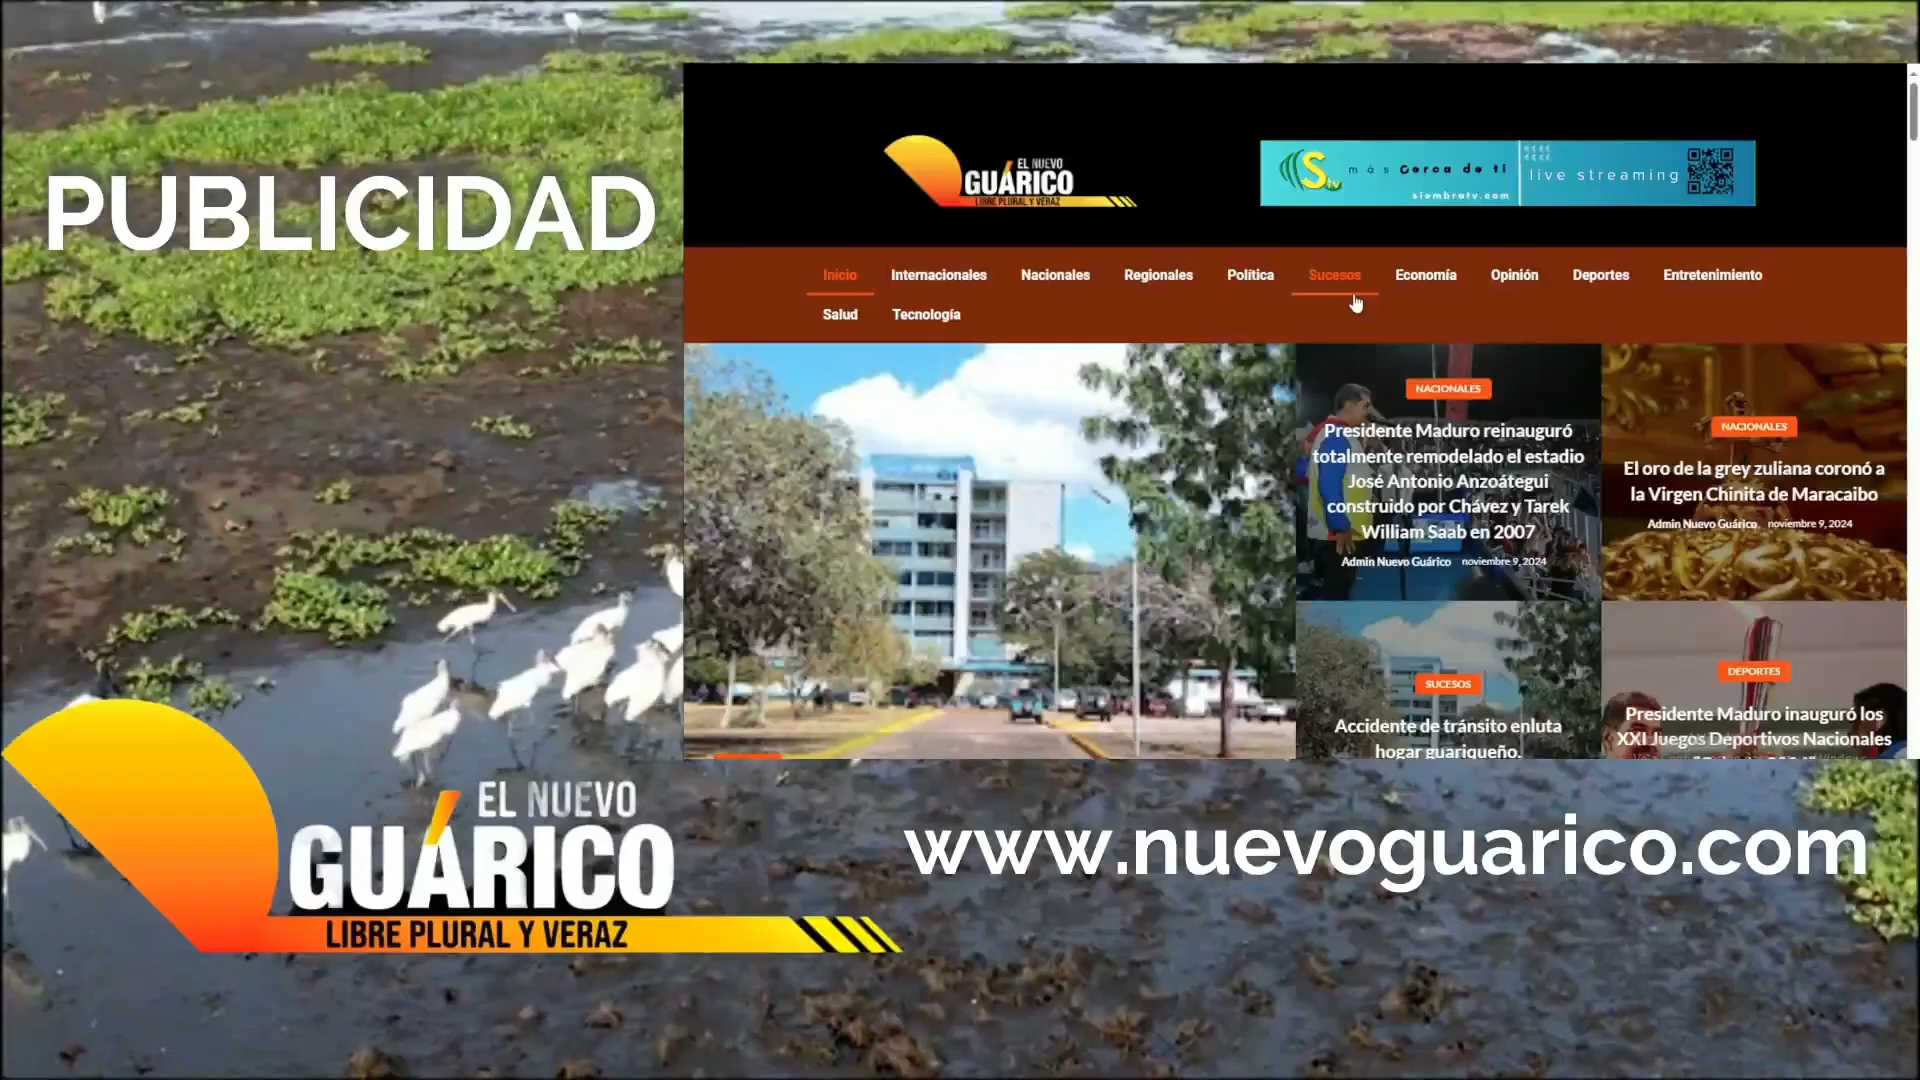 PUBLICIDAD
EL NUEVO
GUÁRICO
LIBRE PLURAL Y VERAZ
S
tv
más Cerca de ti
siembratv.com
live streaming
Inicio
Internacionales
Nacionales
Regionales
Política
Sucesos
Economía
Opinión
Deportes
Entretenimiento
Salud
Tecnología
NACIONALES
Presidente Maduro reinauguró
totalmente remodelado el estadio
José Antonio Anzoátegui
construido por Chávez y Tarek
William Saab en 2007
Admin Nuevo Guárico noviembre 9, 2024
NACIONALES
El oro de la grey zuliana coronó a
la Virgen Chinita de Maracaibo
Admin Nuevo Guárico noviembre 9, 2024
SUCESOS
Accidente de tránsito enluta
hogar guariqueño.
DEPORTES
Presidente Maduro inauguró los
XXI Juegos Deportivos Nacionales
EL NUEVO
GUÁRICO
LIBRE PLURAL Y VERAZ
www.nuevoguarico.com